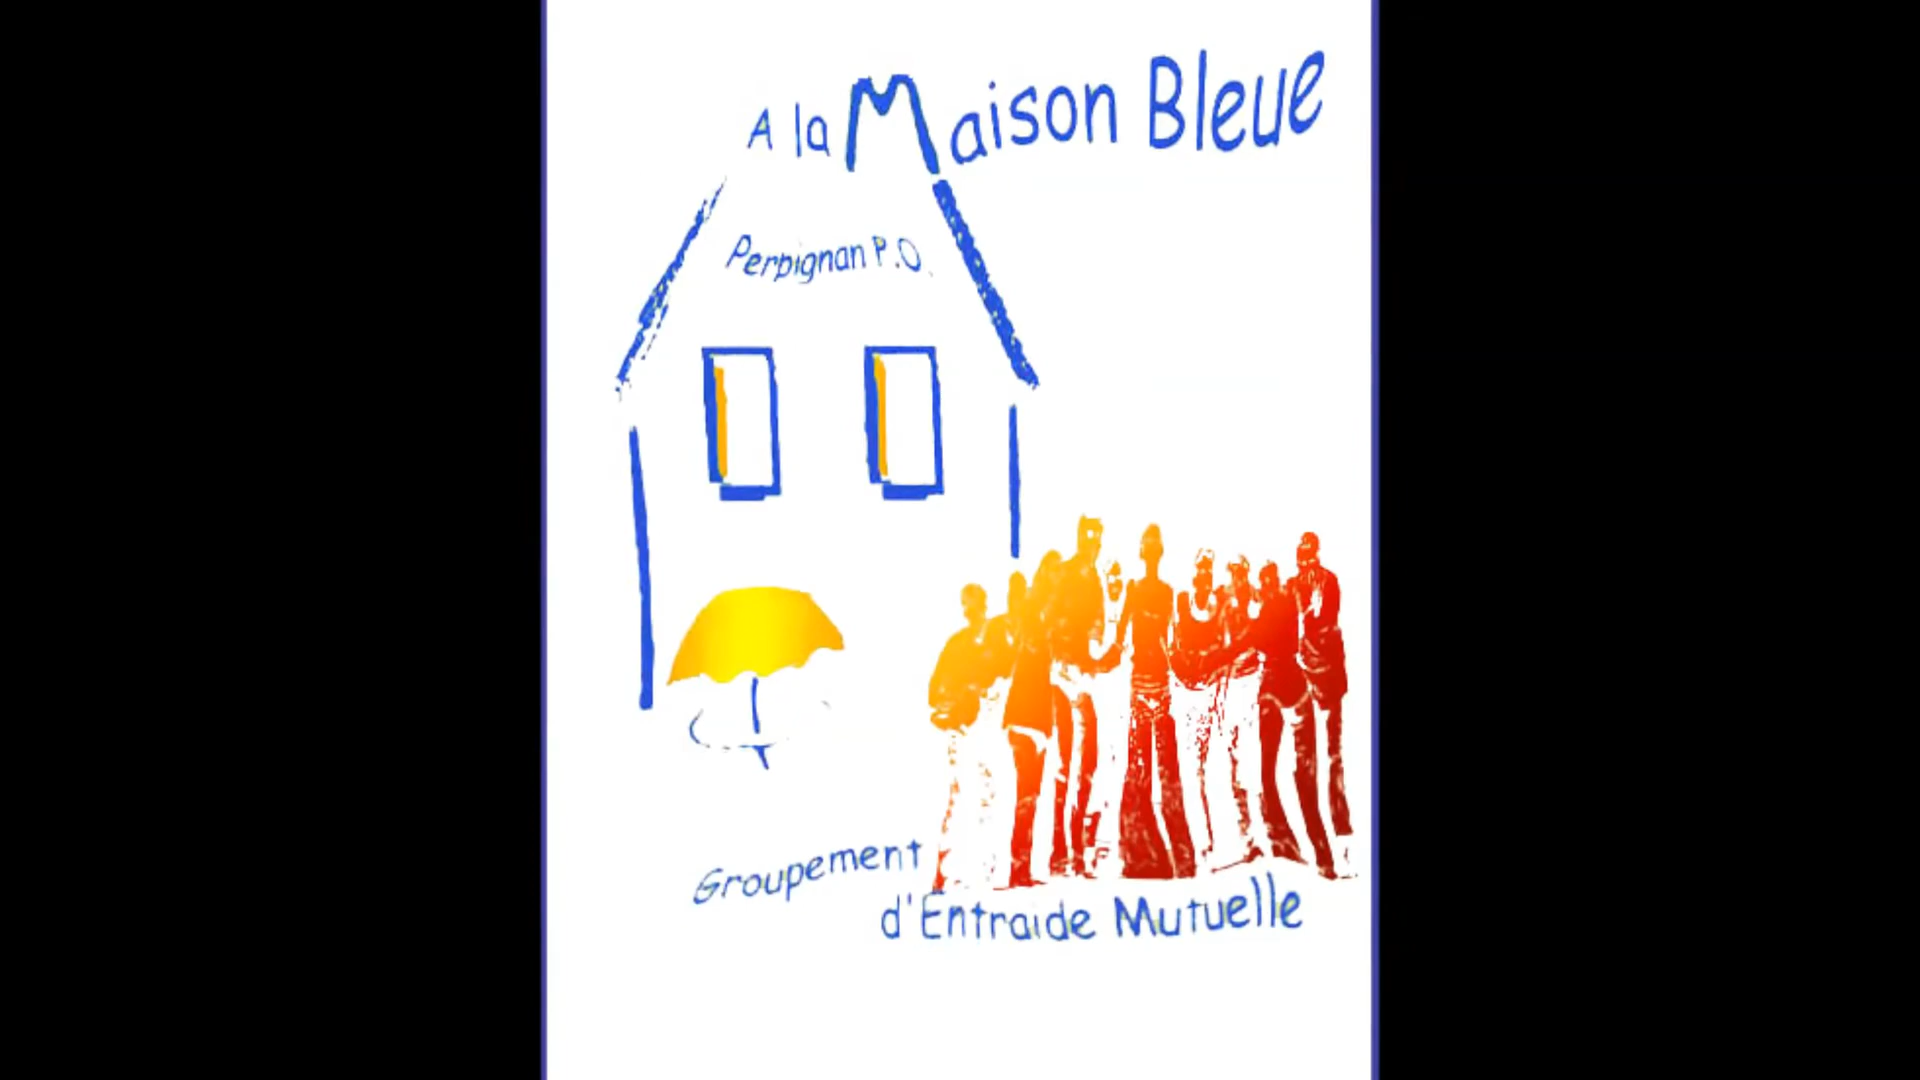 A la Maison Bleue
Perpignan P.O.
Groupement
d'Entraide Mutuelle